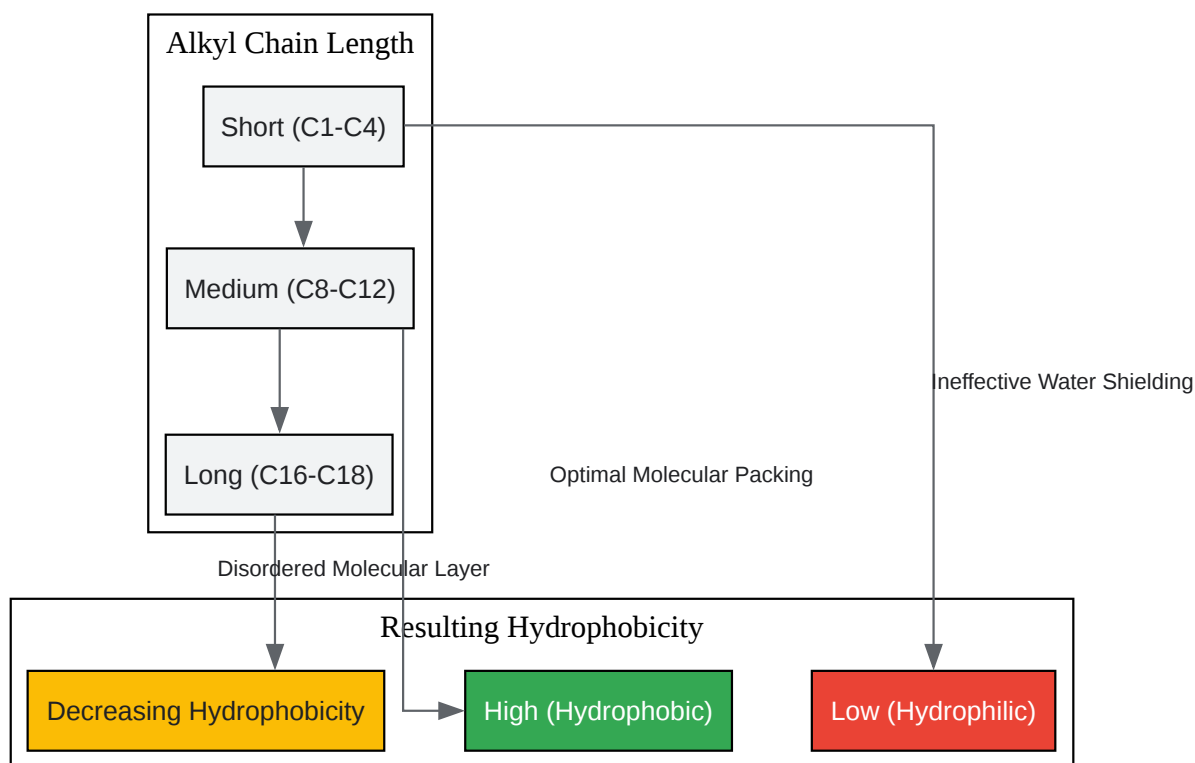 Alkyl Chain Length
Short (C1-C4)
Medium (C8-C12)
Ineffective Water Shielding
Long (C16-C18)
Optimal Molecular Packing
Disordered Molecular Layer
Resulting Hydrophobicity
Decreasing Hydrophobicity
High (Hydrophobic)
Low (Hydrophilic)